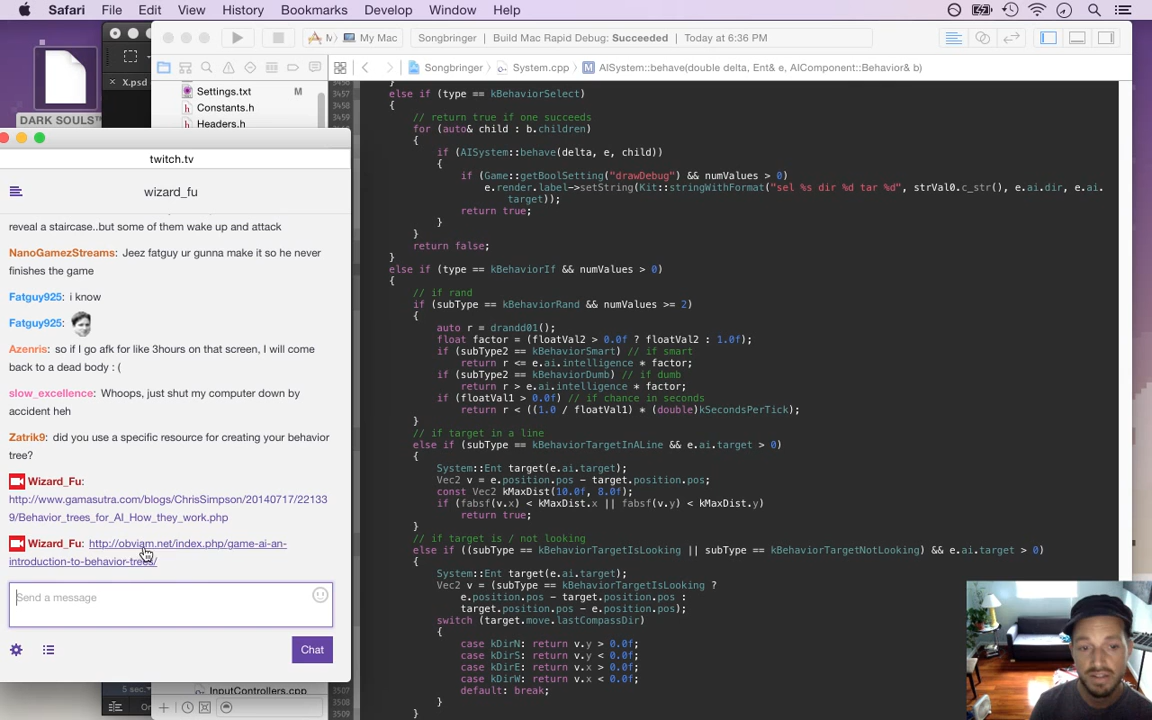 Safari File Edit View History Bookmarks Develop Window Help
Songbringer Build Mac Rapid Debug: Succeeded Today at 6:36 PM
My Mac
X.psd
Songbringer System.cpp AISystem::behave(double delta, Ent& e, AIComponent::Behavior& b)
Settings.txt M
Constants.h
Headers.h
DARK SOULS™
twitch.tv
wizard_fu
reveal a staircase..but some of them wake up and attack
NanoGamezStreams: Jeez fatguy ur gunna make it so he never
finishes the game
Fatguy925: i know
Fatguy925:
Azenris: so if I go afk for like 3hours on that screen, I will come
back to a dead body : (
slow_excellence: Whoops, just shut my computer down by
accident heh
Zatrik9: did you use a specific resource for creating your behavior
tree?
Wizard_Fu:
http://www.gamasutra.com/blogs/ChrisSimpson/20140717/22133
9/Behavior_trees_for_AI_How_they_work.php
Wizard_Fu: http://obviam.net/index.php/game-ai-an-
introduction-to-behavior-trees/
Send a message
Chat
5 sec.
InputControllers.cpp
3457 else if (type == kBehaviorSelect)
{
// return true if one succeeds
for (auto& child : b.children)
{
if (AISystem::behave(delta, e, child))
{
if (Game::getBoolSetting("drawDebug") && numValues > 0)
e.render.label->setString(Kit::stringWithFormat("sel %s dir %d tar %d", strVal0.c_str(), e.ai.dir, e.ai.
target));
return true;
}
}
return false;
}
else if (type == kBehaviorIf && numValues > 0)
{
// if rand
if (subType == kBehaviorRand && numValues >= 2)
{
auto r = drandd01();
float factor = (floatVal2 > 0.0f ? floatVal2 : 1.0f);
if (subType2 == kBehaviorSmart) // if smart
return r <= e.ai.intelligence * factor;
if (subType2 == kBehaviorDumb) // if dumb
return r > e.ai.intelligence * factor;
if (floatVal1 > 0.0f) // if chance in seconds
return r < ((1.0 / floatVal1) * (double)kSecondsPerTick);
}
// if target in a line
else if (subType == kBehaviorTargetInALine && e.ai.target > 0)
{
System::Ent target(e.ai.target);
Vec2 v = e.position.pos - target.position.pos;
const Vec2 kMaxDist(10.0f, 8.0f);
if (fabsf(v.x) < kMaxDist.x || fabsf(v.y) < kMaxDist.y)
return true;
}
// if target is / not looking
else if ((subType == kBehaviorTargetIsLooking || subType == kBehaviorTargetNotLooking) && e.ai.target > 0)
{
System::Ent target(e.ai.target);
Vec2 v = (subType == kBehaviorTargetIsLooking ?
e.position.pos - target.position.pos :
target.position.pos - e.position.pos);
switch (target.move.lastCompassDir)
{
case kDirN: return v.y > 0.0f;
case kDirS: return v.y < 0.0f;
case kDirE: return v.x > 0.0f;
case kDirW: return v.x < 0.0f;
3507 default: break;
3508 }
3509 }